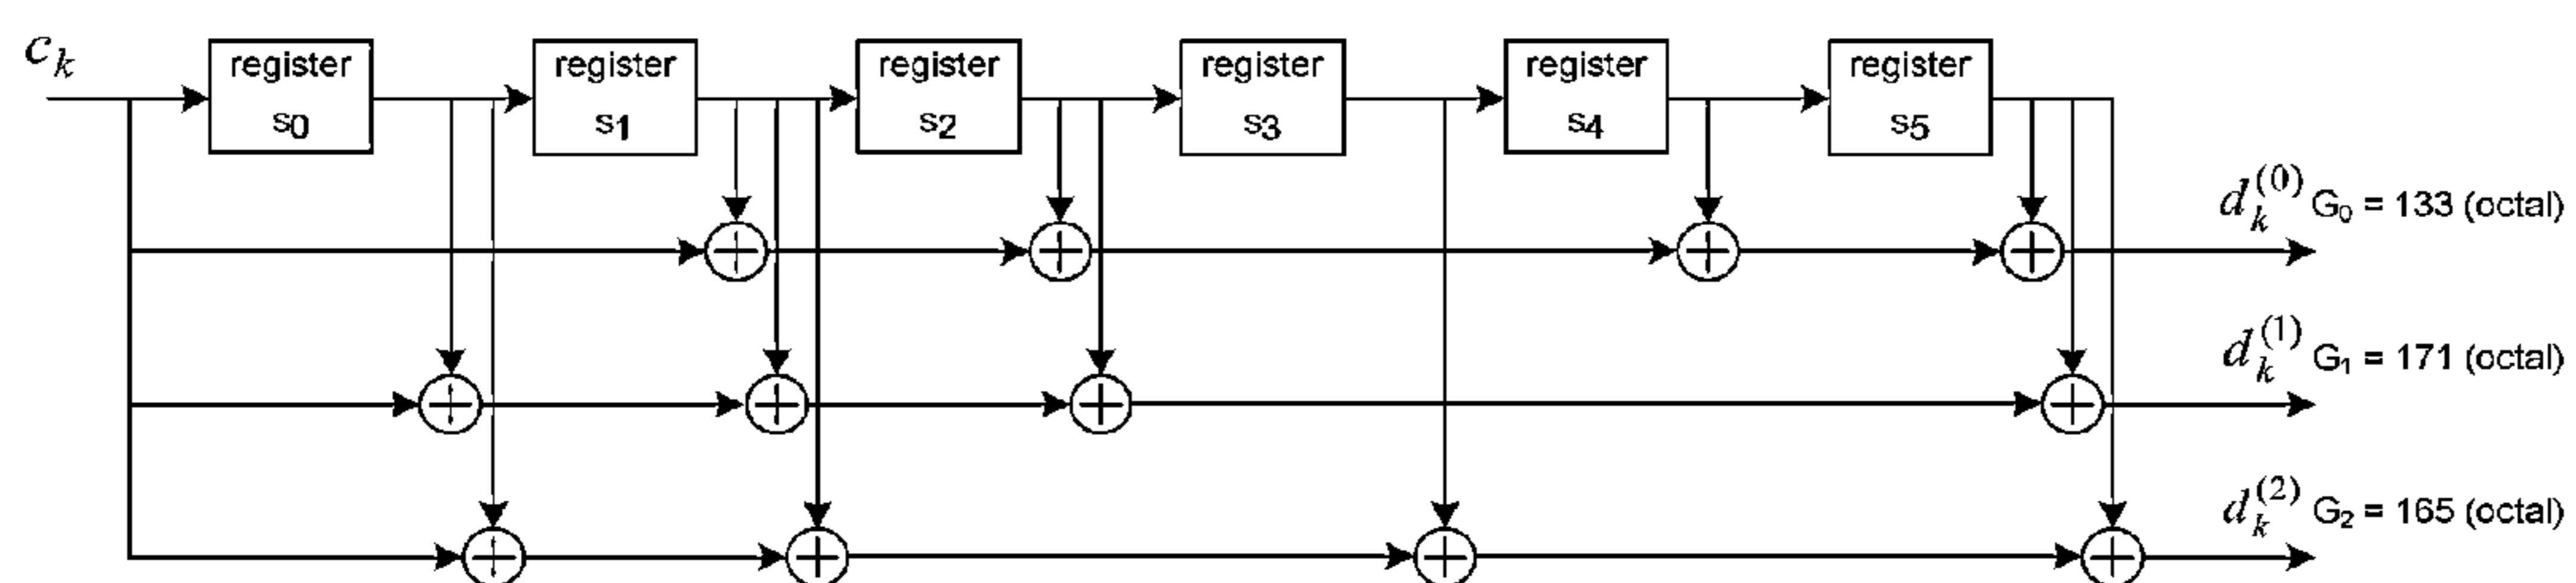 c_k
register
s0
register
s1
register
s2
register
s3
register
s4
register
s5
d_k^(0) G0 = 133 (octal)
d_k^(1) G1 = 171 (octal)
d_k^(2) G2 = 165 (octal)